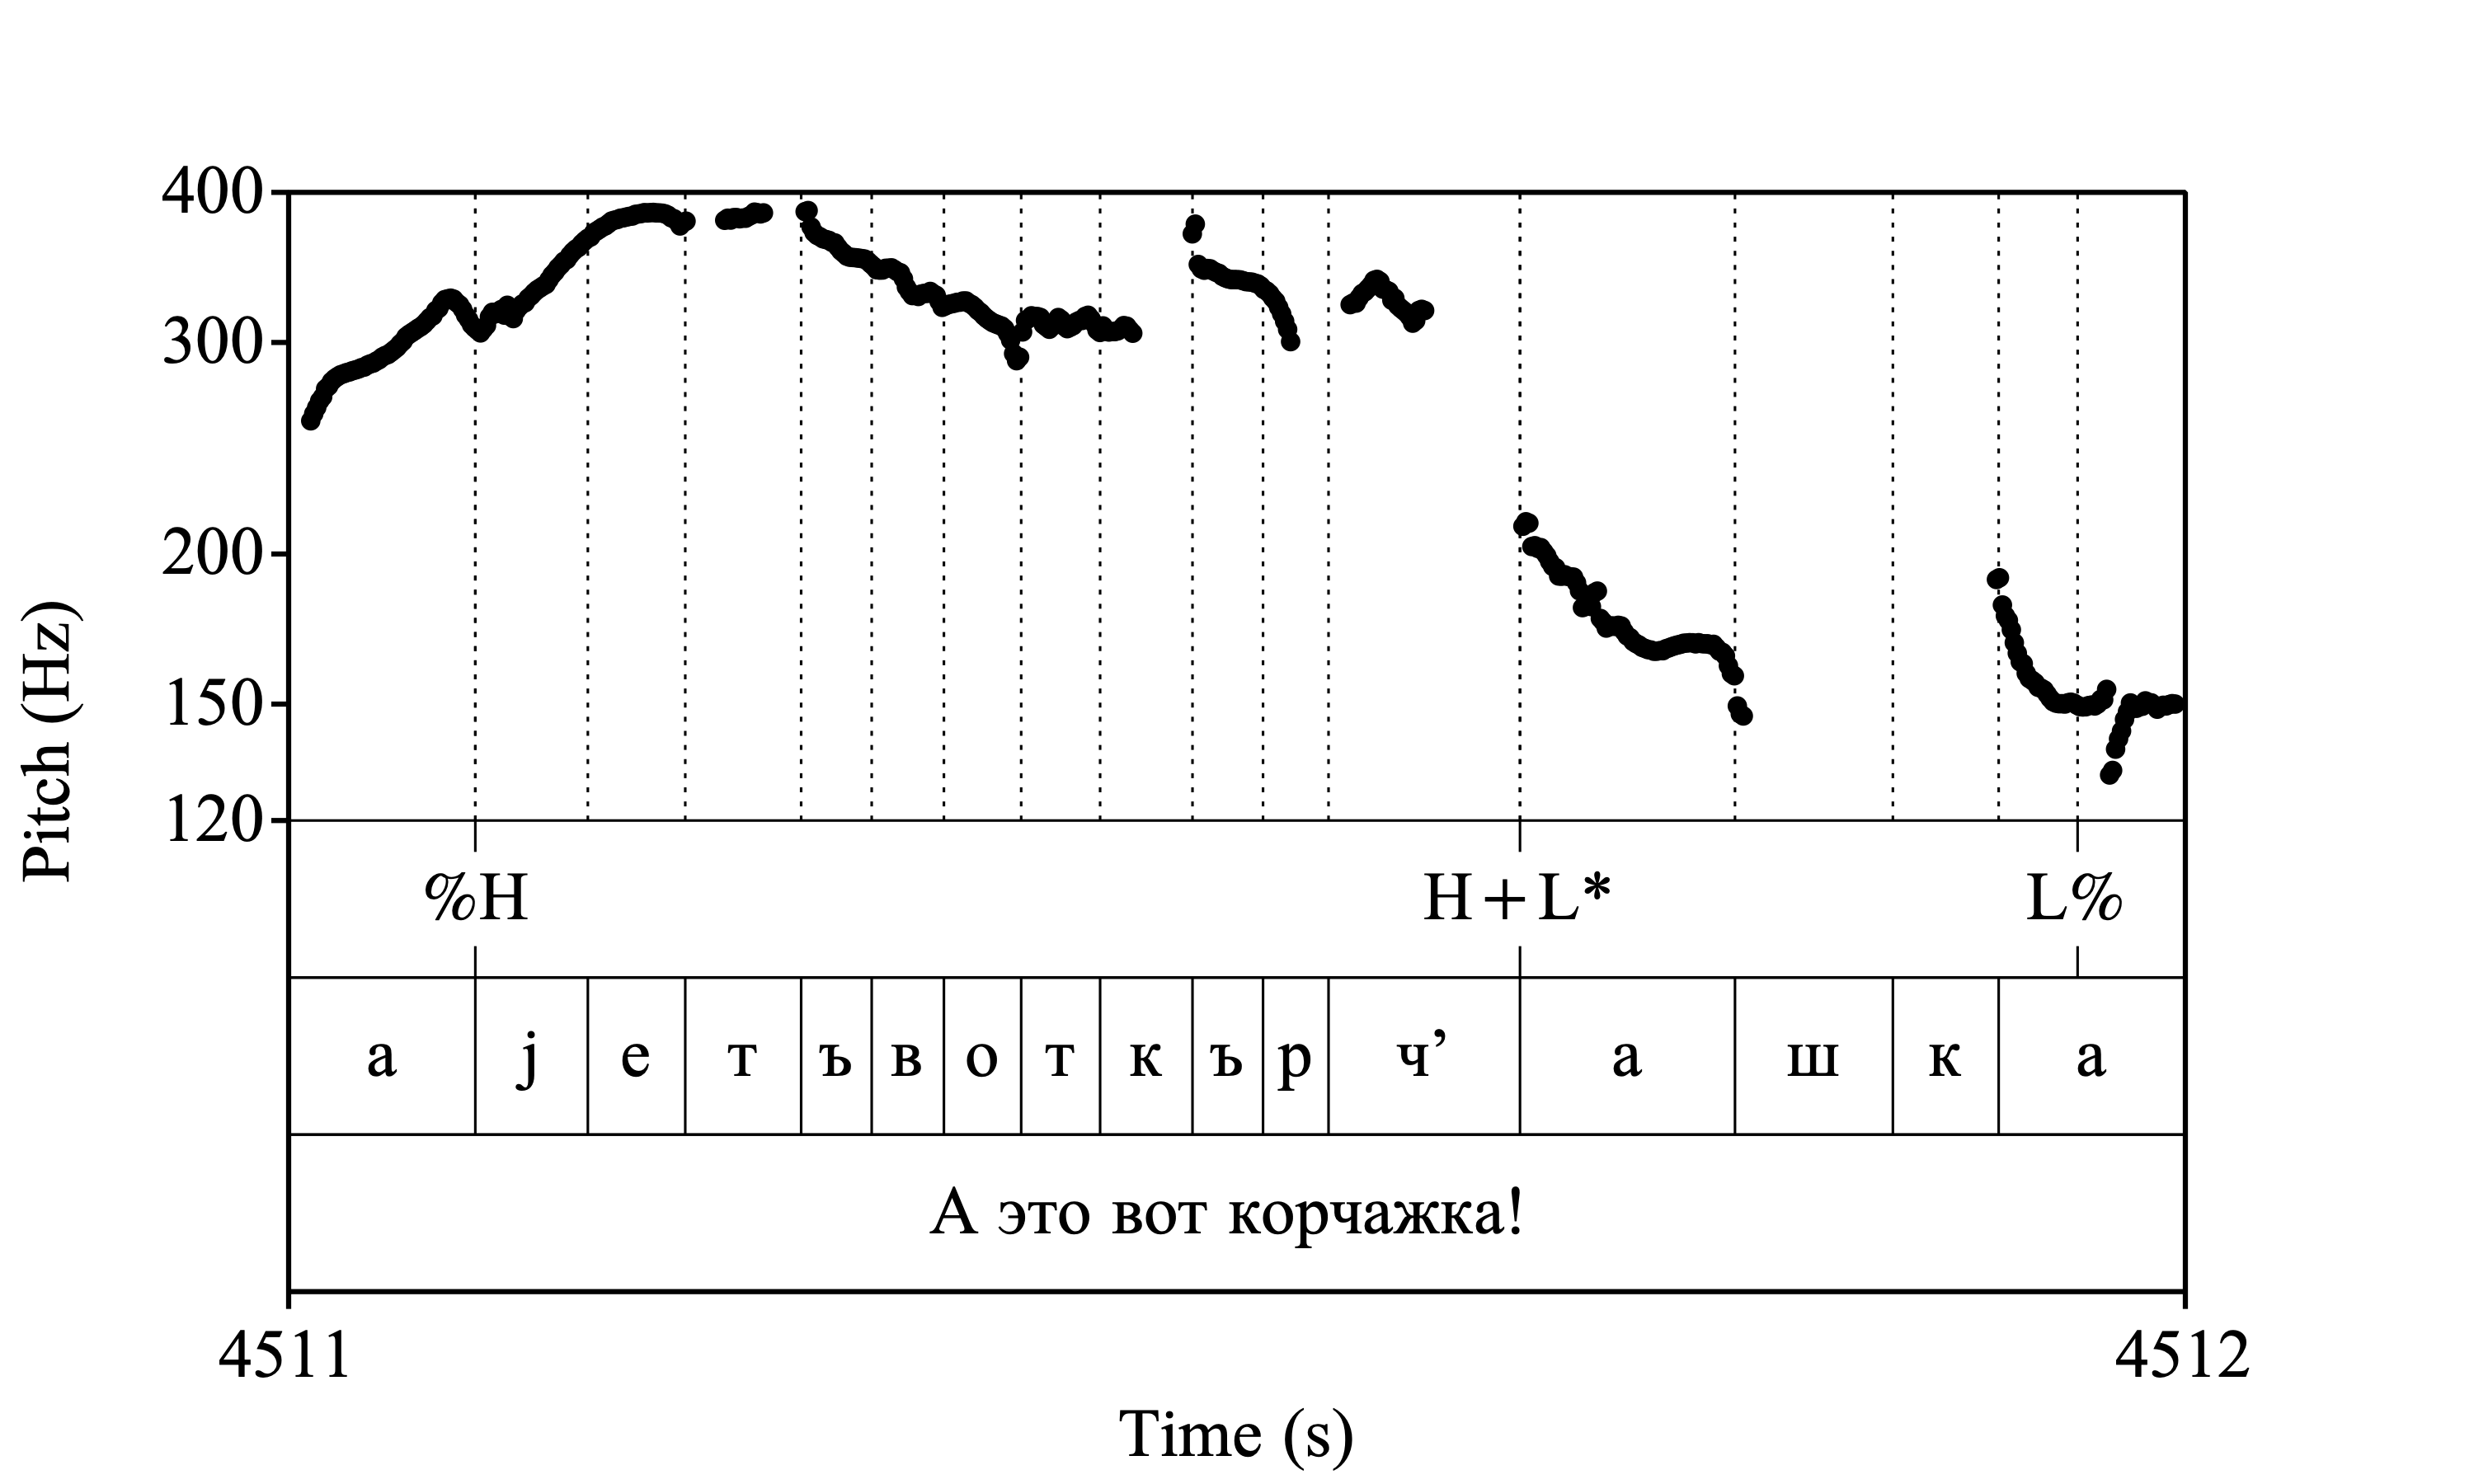 400
300
200
150
120
Pitch (Hz)
%H H+L* L%
а j е т ъ в о т к ъ р ч’ а ш к а
А это вот корчажка!
4511 4512
Time (s)